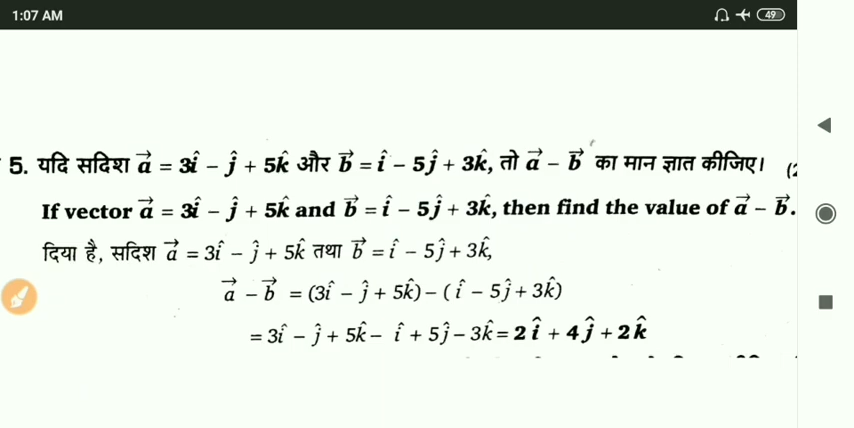 1:07 AM 49
5. यदि सदिश a⃗ = 3î - ĵ + 5k̂ और b⃗ = î - 5ĵ + 3k̂, तो a⃗ - b⃗ का मान ज्ञात कीजिए। (2
If vector a⃗ = 3î - ĵ + 5k̂ and b⃗ = î - 5ĵ + 3k̂, then find the value of a⃗ - b⃗.
दिया है, सदिश a⃗ = 3î - ĵ + 5k̂ तथा b⃗ = î - 5ĵ + 3k̂,
a⃗ - b⃗ = (3î - ĵ + 5k̂) - (î - 5ĵ + 3k̂)
= 3î - ĵ + 5k̂ - î + 5ĵ - 3k̂ = 2î + 4ĵ + 2k̂